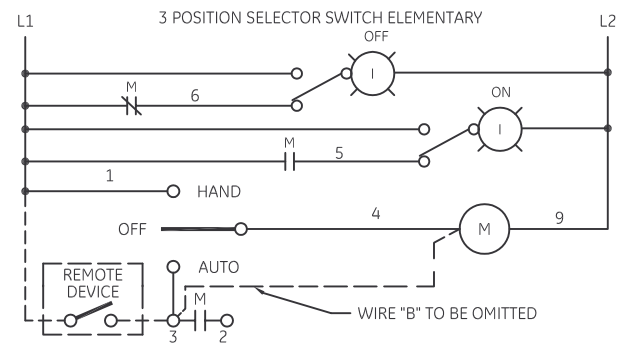 3 POSITION SELECTOR SWITCH ELEMENTARY
L1
L2
OFF
I
M
6
ON
I
M
5
1
HAND
OFF
4
M
9
AUTO
REMOTE
DEVICE
M
WIRE "B" TO BE OMITTED
3
2